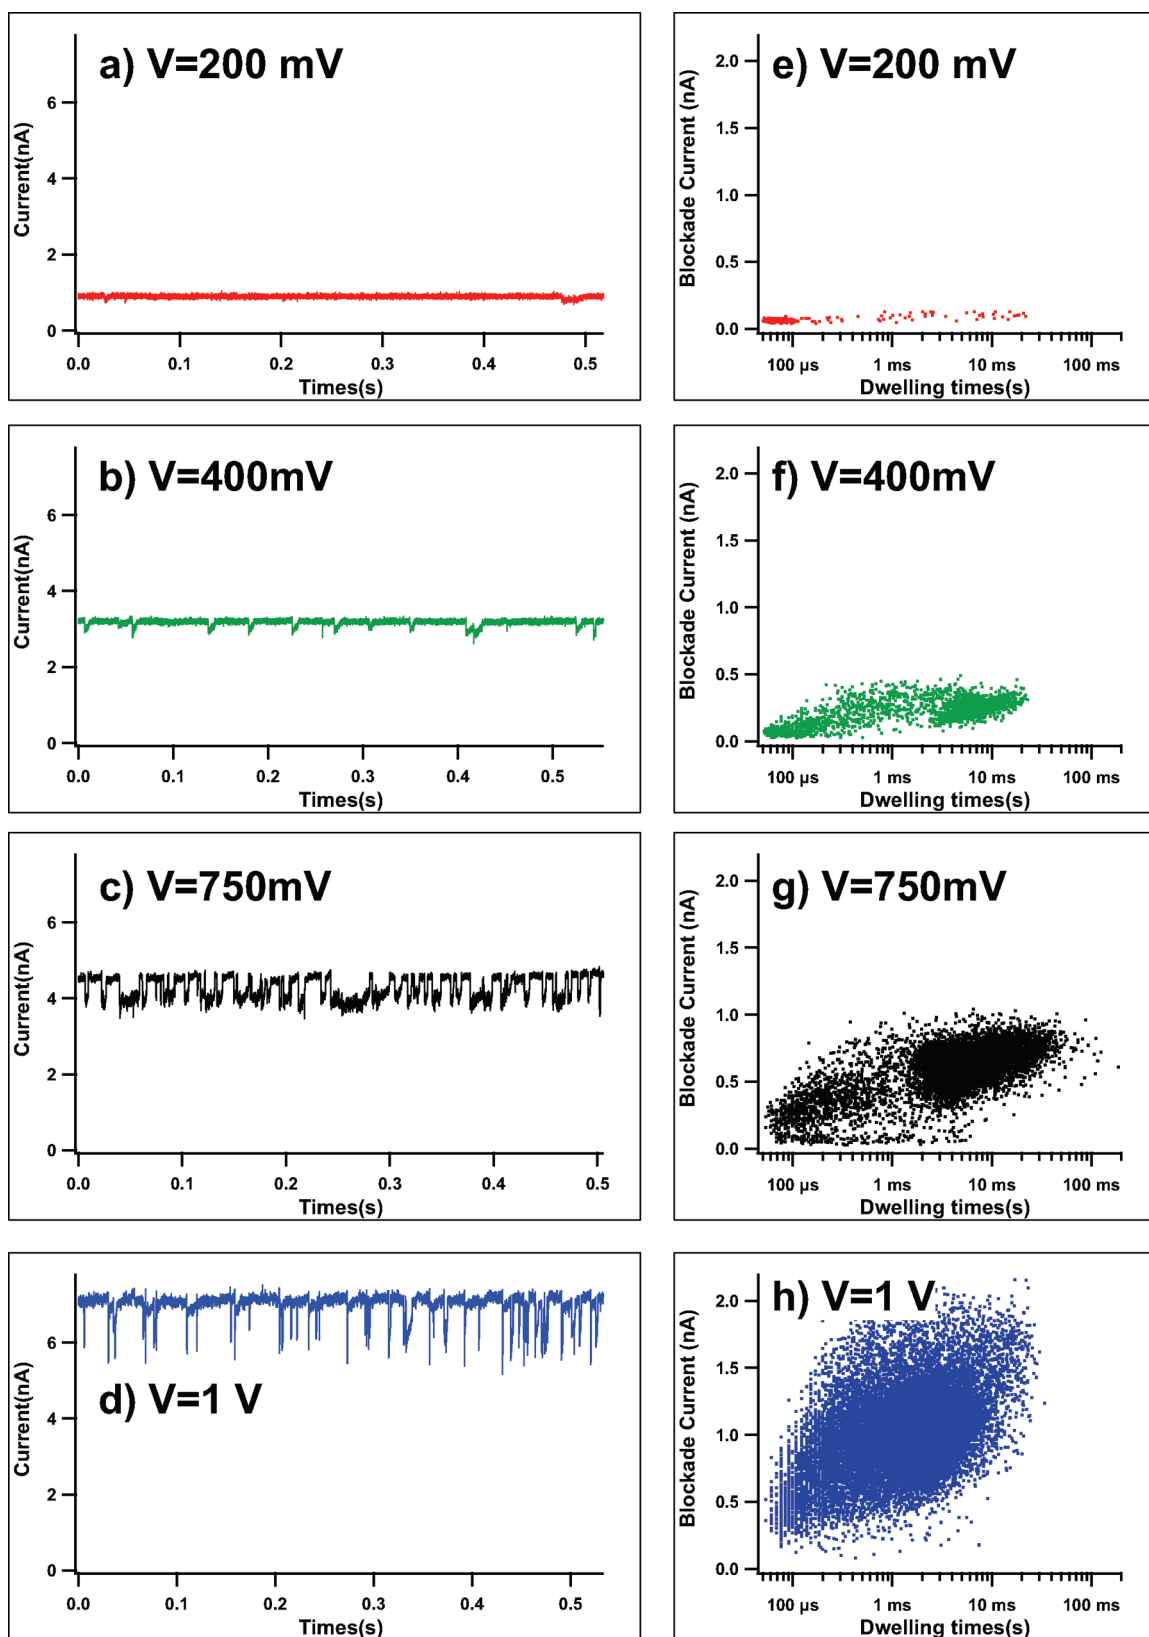 a) V=200 mV
Current(nA)
6
4
2
0
0.0 0.1 0.2 0.3 0.4 0.5
Times(s)
e) V=200 mV
Blockade Current (nA)
2.0
1.5
1.0
0.5
0.0
100 µs 1 ms 10 ms 100 ms
Dwelling times(s)
b) V=400mV
Current(nA)
6
4
2
0
0.0 0.1 0.2 0.3 0.4 0.5
Times(s)
f) V=400mV
Blockade Current (nA)
2.0
1.5
1.0
0.5
0.0
100 µs 1 ms 10 ms 100 ms
Dwelling times(s)
c) V=750mV
Current(nA)
6
4
2
0
0.0 0.1 0.2 0.3 0.4 0.5
Times(s)
g) V=750mV
Blockade Current (nA)
2.0
1.5
1.0
0.5
0.0
100 µs 1 ms 10 ms 100 ms
Dwelling times(s)
d) V=1 V
Current(nA)
6
4
2
0
0.0 0.1 0.2 0.3 0.4 0.5
Times(s)
h) V=1 V
Blockade Current (nA)
2.0
1.5
1.0
0.5
0.0
100 µs 1 ms 10 ms 100 ms
Dwelling times(s)